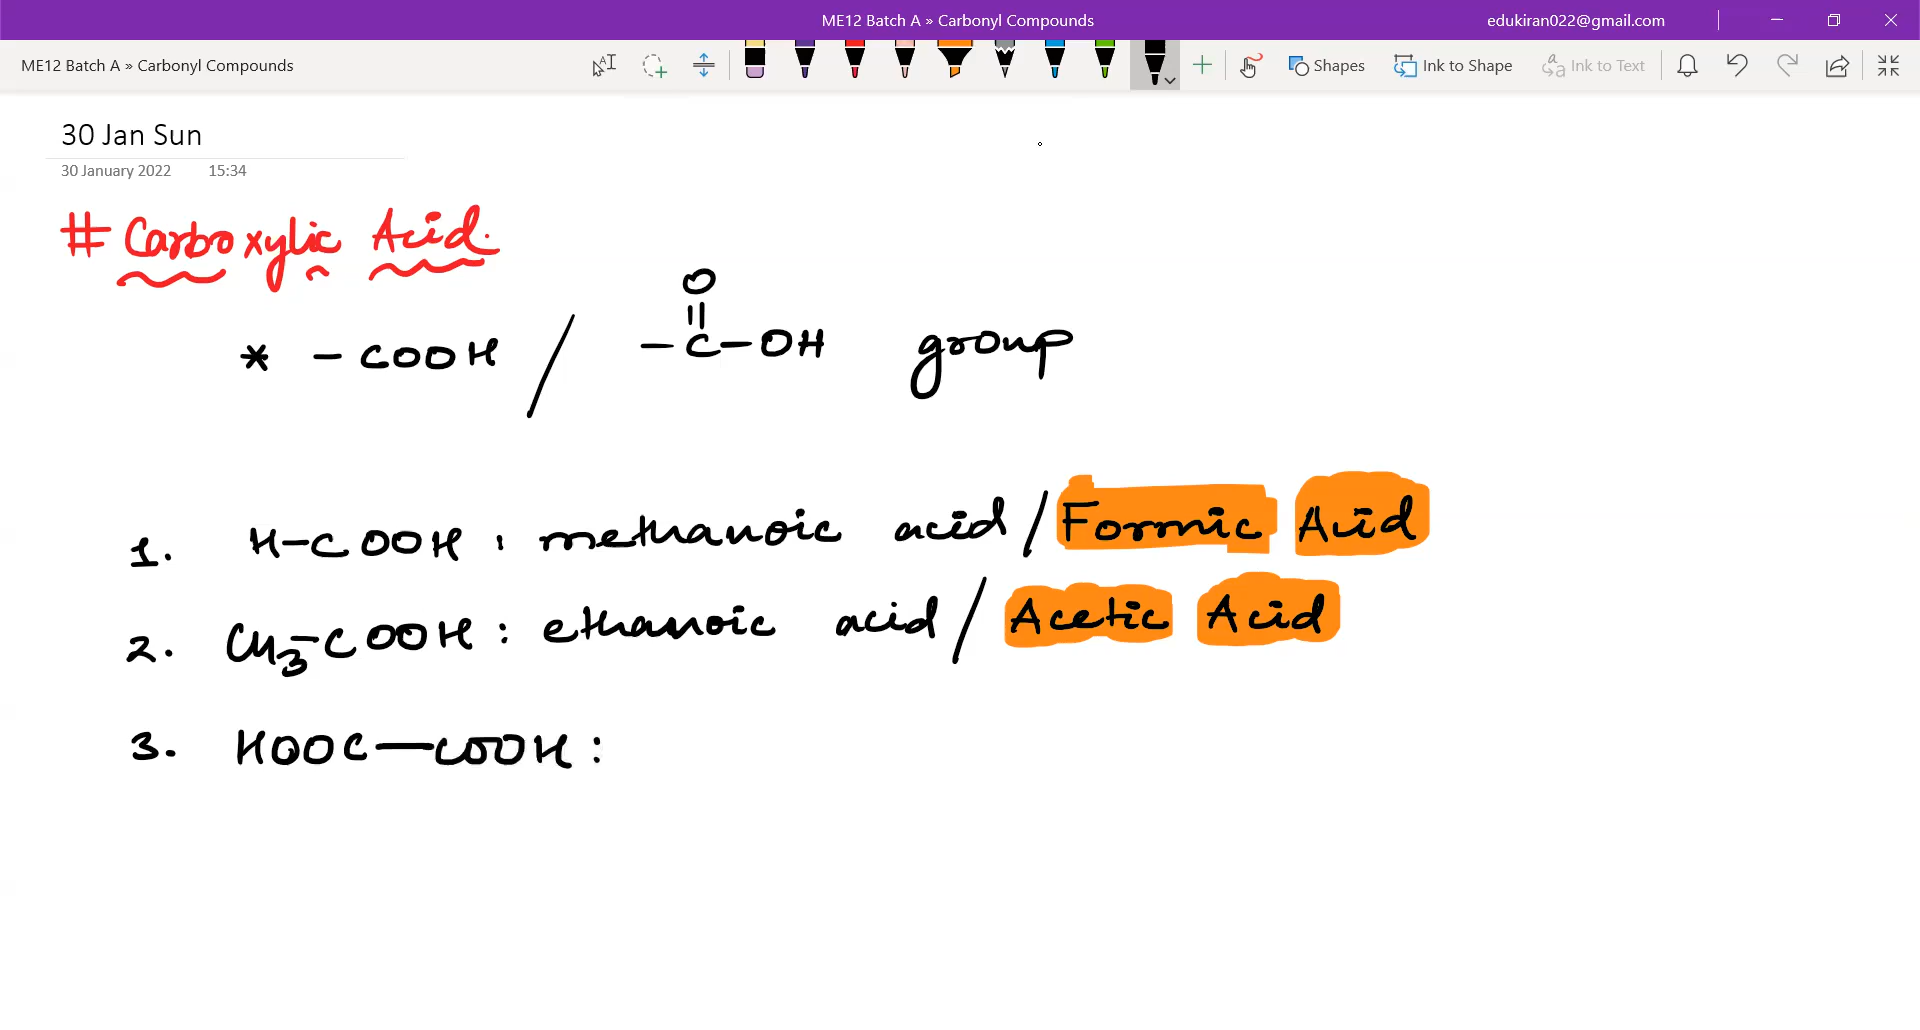 ME12 Batch A » Carbonyl Compounds
edukiran022@gmail.com
ME12 Batch A » Carbonyl Compounds
Shapes
Ink to Shape
Ink to Text
30 Jan Sun
30 January 2022 15:34
# Carboxylic Acid.
O
||
* -COOH / -C-OH group
1. H-COOH : methanoic acid / Formic Acid
2. CH3-COOH : ethanoic acid / Acetic Acid
3. HOOC-COOH :